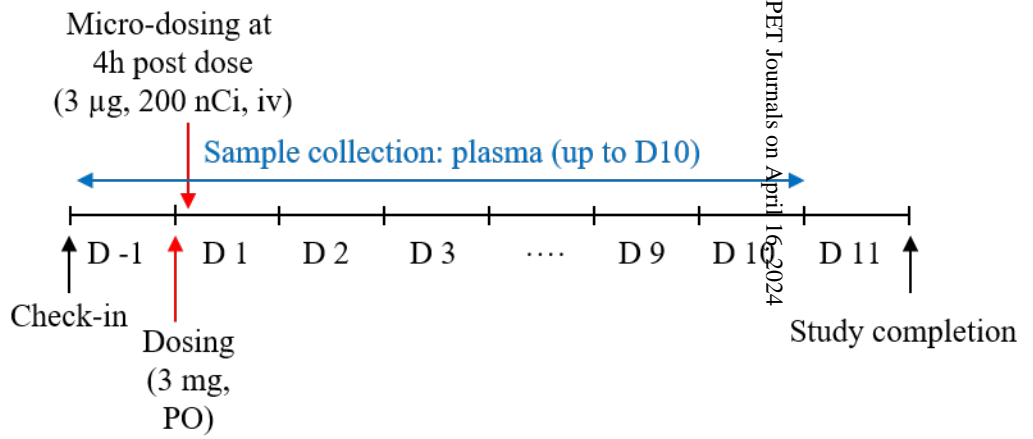 Micro-dosing at
4h post dose
(3 µg, 200 nCi, iv)
Sample collection: plasma (up to D10)
D -1 D 1 D 2 D 3 ···· D 9 D 10 D 11
Check-in
Dosing
(3 mg,
PO)
Study completion
PET Journals on April 16, 2024